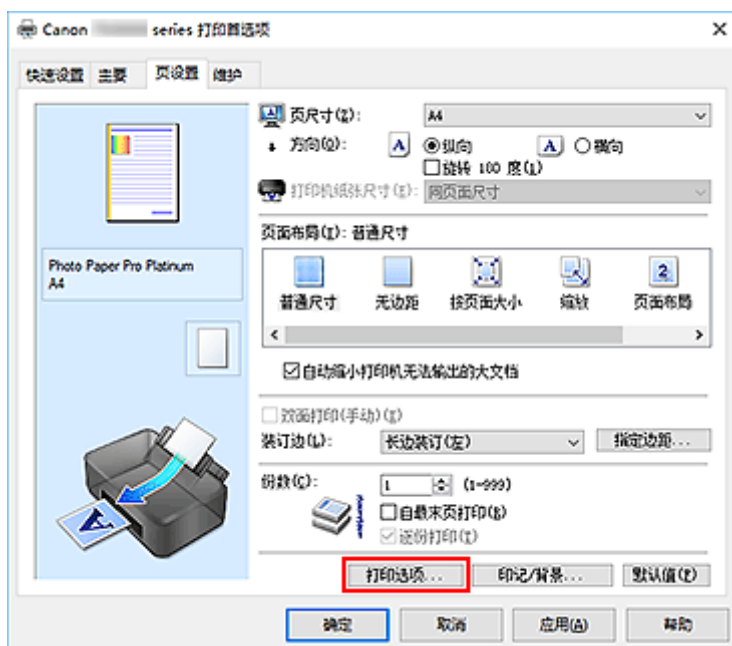 Canon series 打印首选项
快速设置 主要 页设置 维护
页尺寸(Z): A4
方向(O): A 纵向 A 横向
旋转 180 度(1)
打印机纸张尺寸(E): 同页面尺寸
页面布局(I): 普通尺寸
Photo Paper Pro Platinum
A4
普通尺寸 无边距 按页面大小 缩放 页面布局
自动缩小打印机无法输出的大文档
双面打印(手动)(X)
装订边(L): 长边装订(左) 指定边距...
份数(C): 1 (1-999)
自最末页打印(R)
逐份打印(T)
打印选项... 印记/背景... 默认值(F)
确定 取消 应用(A) 帮助